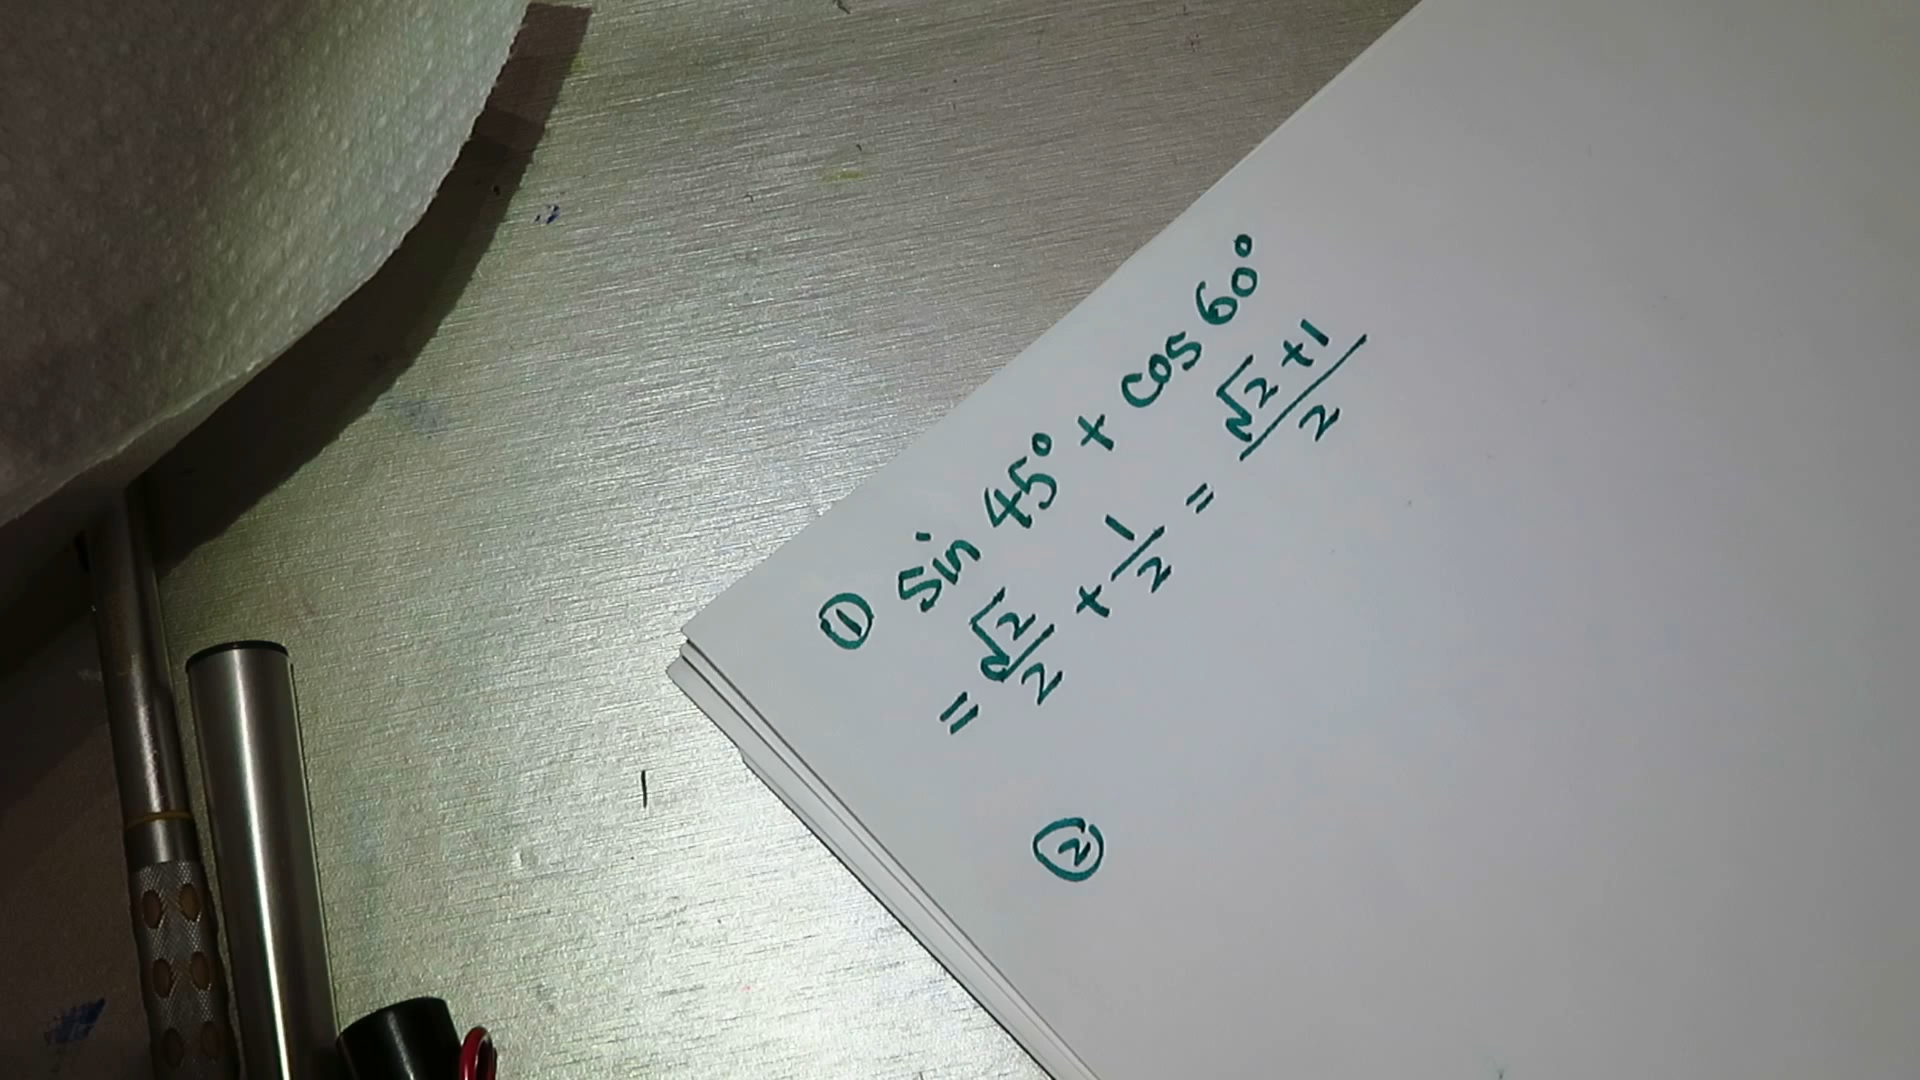 ① sin 45° + cos 60°
= √2/2 + 1/2 = (√2 + 1)/2
②